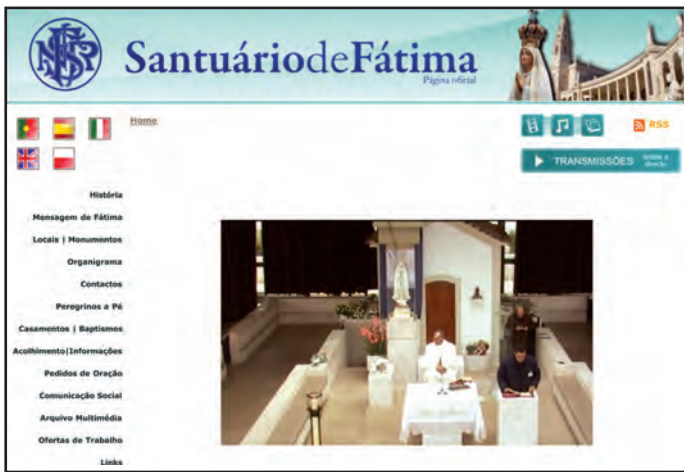 SantuáriodeFátima
Página oficial
Home
RSS
TRANSMISSÕES
História
Mensagem de Fátima
Locais | Monumentos
Organigrama
Contactos
Peregrinos a Pé
Casamentos | Baptismos
Acolhimento|Informações
Pedidos de Oração
Comunicação Social
Arquivo Multimédia
Ofertas de Trabalho
Links